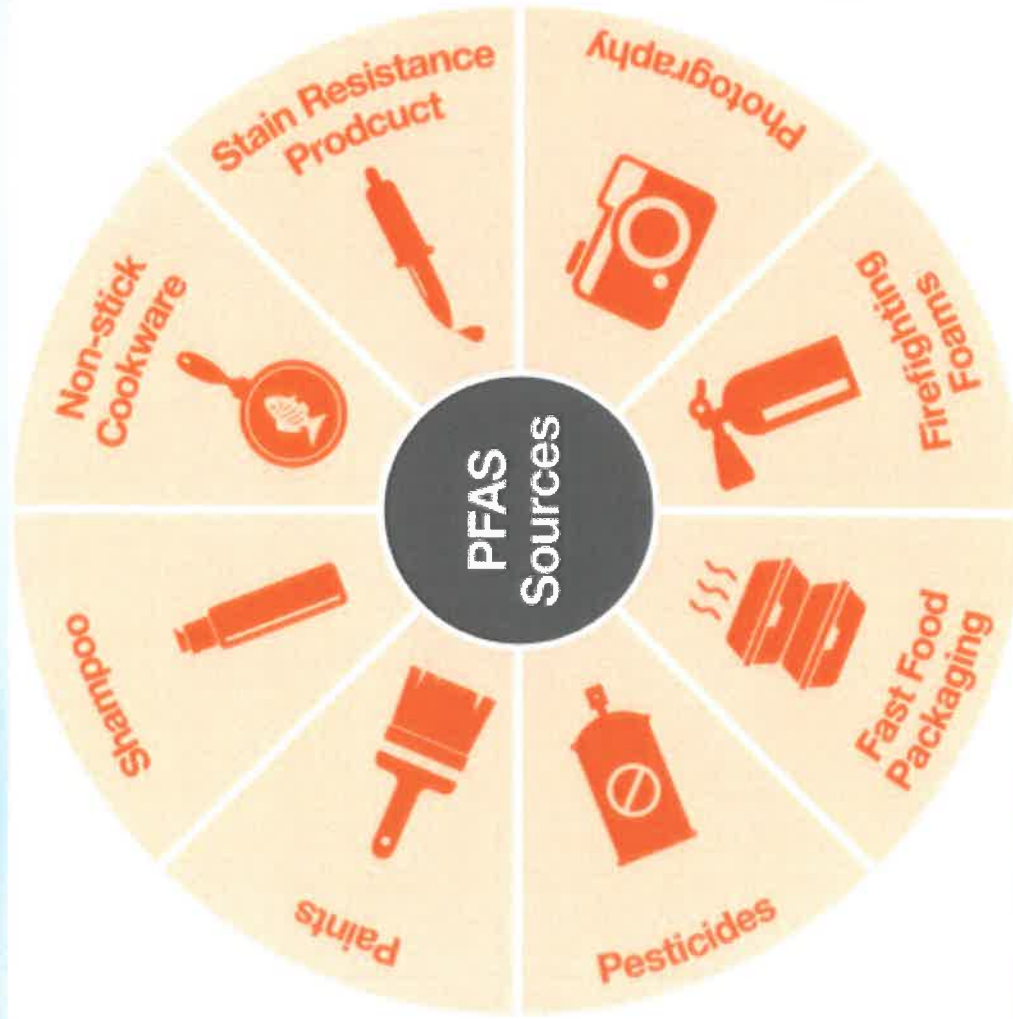 PFAS
Sources
Photography
Firefighting
Foams
Fast Food
Packaging
Pesticides
Paints
Shampoo
Non-stick
Cookware
Stain Resistance
Prodcuct